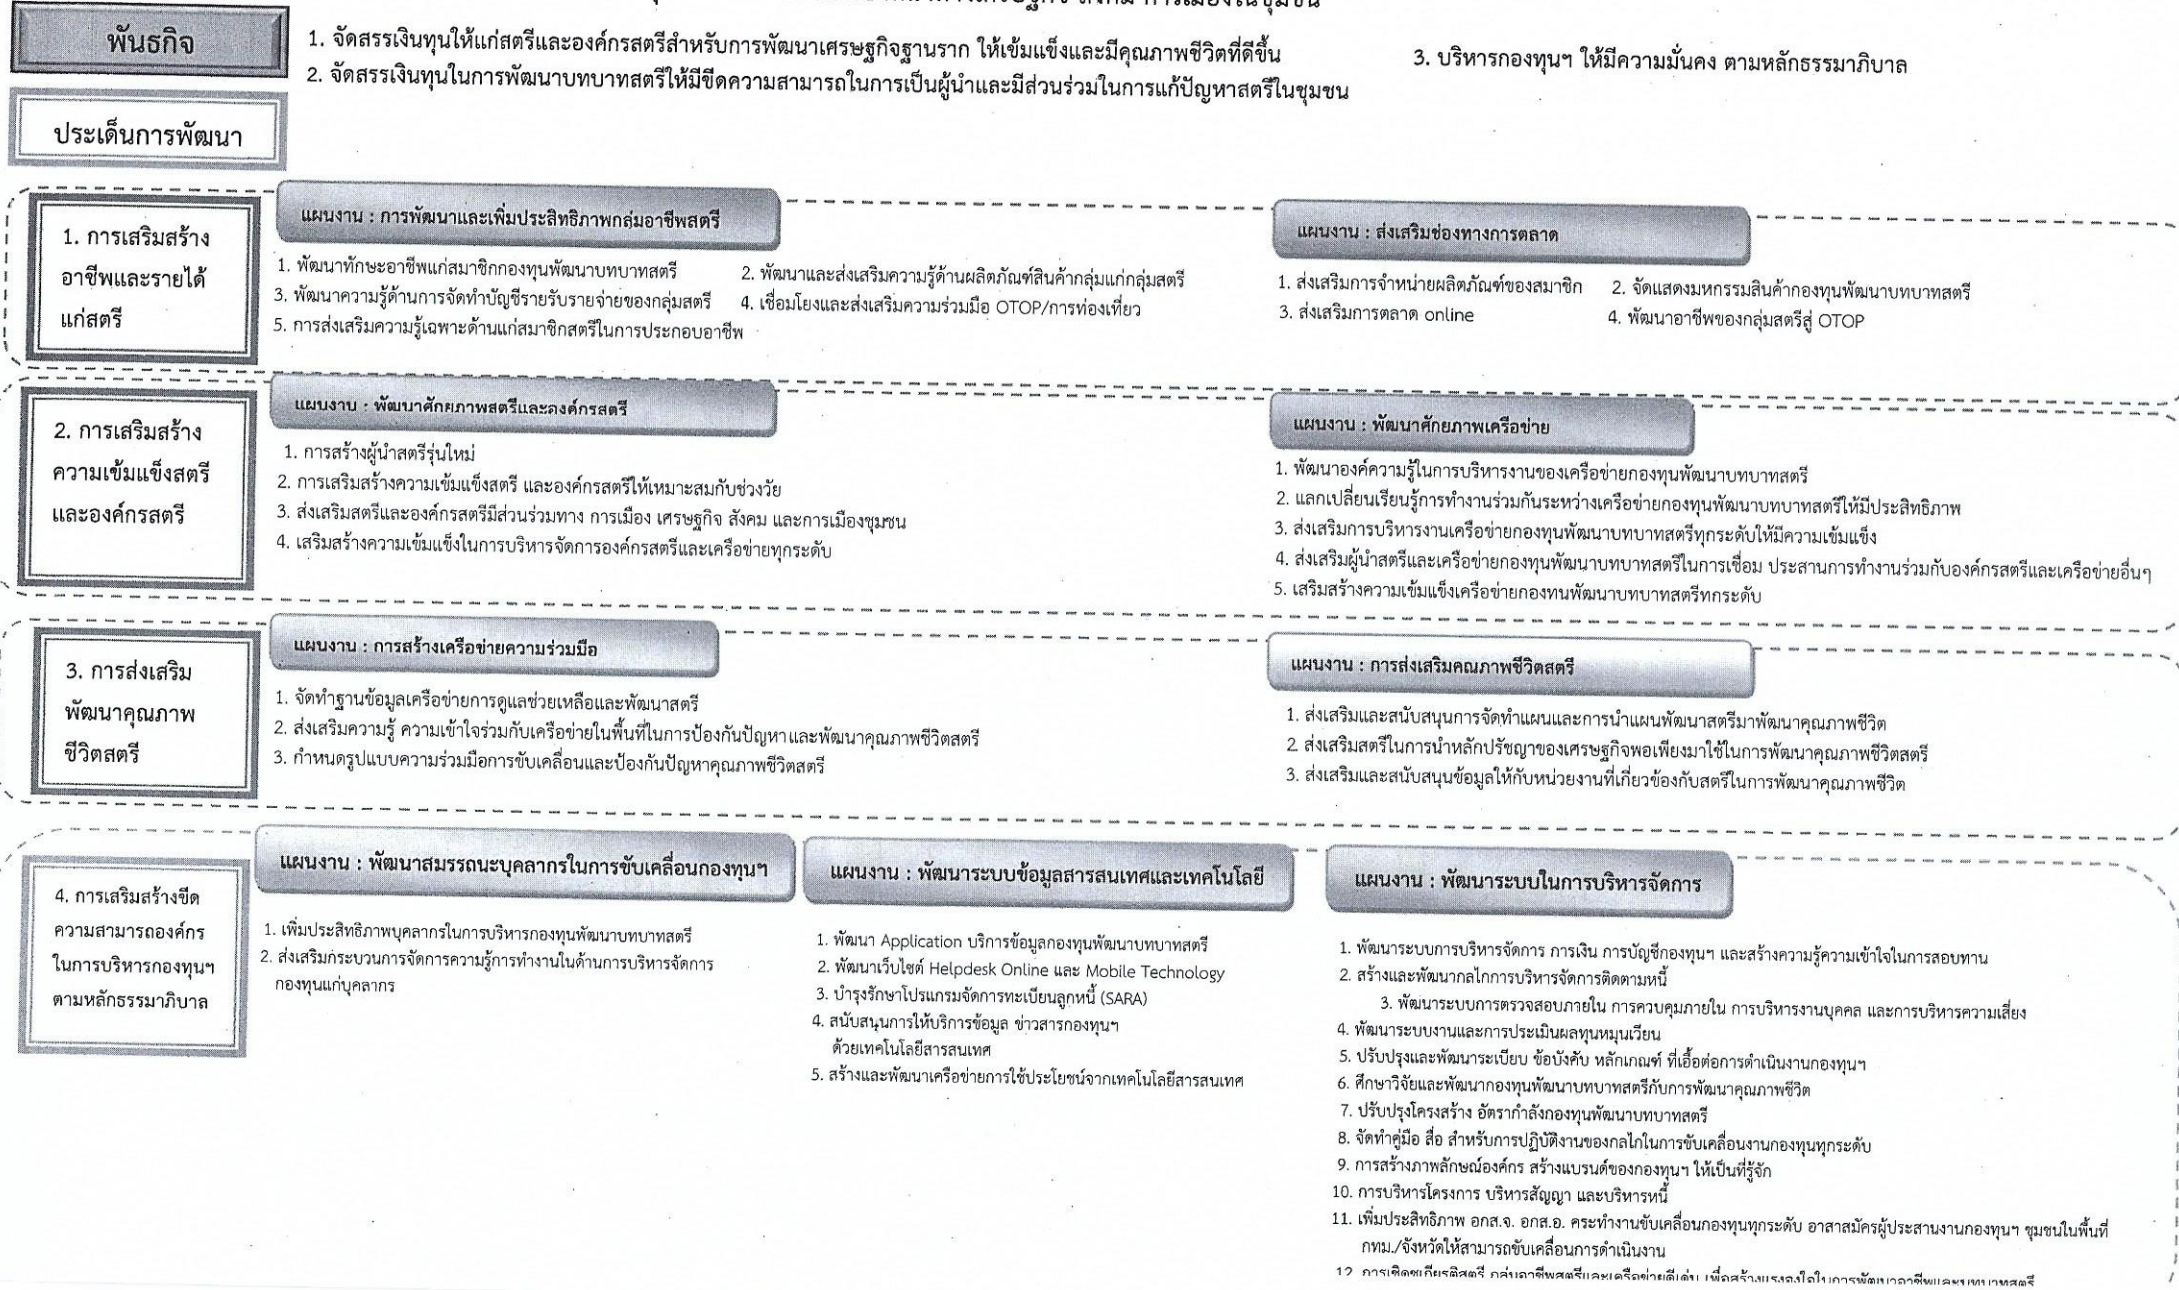 การเมืองในชุมชน
พันธกิจ
1. จัดสรรเงินทุนให้แก่สตรีและองค์กรสตรีสำหรับการพัฒนาเศรษฐกิจฐานราก ให้เข้มแข็งและมีคุณภาพชีวิตที่ดีขึ้น
3. บริหารกองทุนฯ ให้มีความมั่นคง ตามหลักธรรมาภิบาล
2. จัดสรรเงินทุนในการพัฒนาบทบาทสตรีให้มีขีดความสามารถในการเป็นผู้นำและมีส่วนร่วมในการแก้ปัญหาสตรีในชุมชน
ประเด็นการพัฒนา
1. การเสริมสร้าง
อาชีพและรายได้
แก่สตรี
แผนงาน : การพัฒนาและเพิ่มประสิทธิภาพกลุ่มอาชีพสตรี
1. พัฒนาทักษะอาชีพแก่สมาชิกกองทุนพัฒนาบทบาทสตรี
2. พัฒนาและส่งเสริมความรู้ด้านผลิตภัณฑ์สินค้ากลุ่มแก่กลุ่มสตรี
3. พัฒนาความรู้ด้านการจัดทำบัญชีรายรับรายจ่ายของกลุ่มสตรี
4. เชื่อมโยงและส่งเสริมความร่วมมือ OTOP/การท่องเที่ยว
5. การส่งเสริมความรู้เฉพาะด้านแก่สมาชิกสตรีในการประกอบอาชีพ
แผนงาน : ส่งเสริมช่องทางการตลาด
1. ส่งเสริมการจำหน่ายผลิตภัณฑ์ของสมาชิก
2. จัดแสดงมหกรรมสินค้ากองทุนพัฒนาบทบาทสตรี
3. ส่งเสริมการตลาด online
4. พัฒนาอาชีพของกลุ่มสตรีสู่ OTOP
2. การเสริมสร้าง
ความเข้มแข็งสตรี
และองค์กรสตรี
แผนงาน : พัฒนาศักยภาพสตรีและองค์กรสตรี
1. การสร้างผู้นำสตรีรุ่นใหม่
2. การเสริมสร้างความเข้มแข็งสตรี และองค์กรสตรีให้เหมาะสมกับช่วงวัย
3. ส่งเสริมสตรีและองค์กรสตรีมีส่วนร่วมทาง การเมือง เศรษฐกิจ สังคม และการเมืองชุมชน
4. เสริมสร้างความเข้มแข็งในการบริหารจัดการองค์กรสตรีและเครือข่ายทุกระดับ
แผนงาน : พัฒนาศักยภาพเครือข่าย
1. พัฒนาองค์ความรู้ในการบริหารงานของเครือข่ายกองทุนพัฒนาบทบาทสตรี
2. แลกเปลี่ยนเรียนรู้การทำงานร่วมกันระหว่างเครือข่ายกองทุนพัฒนาบทบาทสตรีให้มีประสิทธิภาพ
3. ส่งเสริมการบริหารงานเครือข่ายกองทุนพัฒนาบทบาทสตรีทุกระดับให้มีความเข้มแข็ง
4. ส่งเสริมผู้นำสตรีและเครือข่ายกองทุนพัฒนาบทบาทสตรีในการเชื่อม ประสานการทำงานร่วมกับองค์กรสตรีและเครือข่ายอื่นๆ
5. เสริมสร้างความเข้มแข็งเครือข่ายกองทุนพัฒนาบทบาทสตรีทุกระดับ
3. การส่งเสริม
พัฒนาคุณภาพ
ชีวิตสตรี
แผนงาน : การสร้างเครือข่ายความร่วมมือ
1. จัดทำฐานข้อมูลเครือข่ายการดูแลช่วยเหลือและพัฒนาสตรี
2. ส่งเสริมความรู้ ความเข้าใจร่วมกับเครือข่ายในพื้นที่ในการป้องกันปัญหาและพัฒนาคุณภาพชีวิตสตรี
3. กำหนดรูปแบบความร่วมมือการขับเคลื่อนและป้องกันปัญหาคุณภาพชีวิตสตรี
แผนงาน : การส่งเสริมคุณภาพชีวิตสตรี
1. ส่งเสริมและสนับสนุนการจัดทำแผนและการนำแผนพัฒนาสตรีมาพัฒนาคุณภาพชีวิต
2 ส่งเสริมสตรีในการนำหลักปรัชญาของเศรษฐกิจพอเพียงมาใช้ในการพัฒนาคุณภาพชีวิตสตรี
3. ส่งเสริมและสนับสนุนข้อมูลให้กับหน่วยงานที่เกี่ยวข้องกับสตรีในการพัฒนาคุณภาพชีวิต
4. การเสริมสร้างขีด
ความสามารถองค์กร
ในการบริหารกองทุนฯ
ตามหลักธรรมาภิบาล
แผนงาน : พัฒนาสมรรถนะบุคลากรในการขับเคลื่อนกองทุนฯ
1. เพิ่มประสิทธิภาพบุคลากรในการบริหารกองทุนพัฒนาบทบาทสตรี
2. ส่งเสริมกระบวนการจัดการความรู้การทำงานในด้านการบริหารจัดการ
กองทุนแก่บุคลากร
แผนงาน : พัฒนาระบบข้อมูลสารสนเทศและเทคโนโลยี
1. พัฒนา Application บริการข้อมูลกองทุนพัฒนาบทบาทสตรี
2. พัฒนาเว็บไซต์ Helpdesk Online และ Mobile Technology
3. บำรุงรักษาโปรแกรมจัดการทะเบียนลูกหนี้ (SARA)
4. สนับสนุนการให้บริการข้อมูล ข่าวสารกองทุนฯ
ด้วยเทคโนโลยีสารสนเทศ
5. สร้างและพัฒนาเครือข่ายการใช้ประโยชน์จากเทคโนโลยีสารสนเทศ
แผนงาน : พัฒนาระบบในการบริหารจัดการ
1. พัฒนาระบบการบริหารจัดการ การเงิน การบัญชีกองทุนฯ และสร้างความรู้ความเข้าใจในการสอบทาน
2. สร้างและพัฒนากลไกการบริหารจัดการติดตามหนี้
3. พัฒนาระบบการตรวจสอบภายใน การควบคุมภายใน การบริหารงานบุคคล และการบริหารความเสี่ยง
4. พัฒนาระบบงานและการประเมินผลทุนหมุนเวียน
5. ปรับปรุงและพัฒนาระเบียบ ข้อบังคับ หลักเกณฑ์ ที่เอื้อต่อการดำเนินงานกองทุนฯ
6. ศึกษาวิจัยและพัฒนากองทุนพัฒนาบทบาทสตรีกับการพัฒนาคุณภาพชีวิต
7. ปรับปรุงโครงสร้าง อัตรากำลังกองทุนพัฒนาบทบาทสตรี
8. จัดทำคู่มือ สื่อ สำหรับการปฏิบัติงานของกลไกในการขับเคลื่อนงานกองทุนทุกระดับ
9. การสร้างภาพลักษณ์องค์กร สร้างแบรนด์ของกองทุนฯ ให้เป็นที่รู้จัก
10. การบริหารโครงการ บริหารสัญญา และบริหารหนี้
11. เพิ่มประสิทธิภาพ อกส.จ. อกส.อ. คระทำงานขับเคลื่อนกองทุนทุกระดับ อาสาสมัครผู้ประสานงานกองทุนฯ ชุมชนในพื้นที่
กทม./จังหวัดให้สามารถขับเคลื่อนการดำเนินงาน
12. การเชิดชูเกียรติสตรี กลุ่มอาชีพสตรีและเครือข่ายดีเด่น เพื่อสร้างแรงจูงใจในการพัฒนาอาชีพและบทบาทสตรี